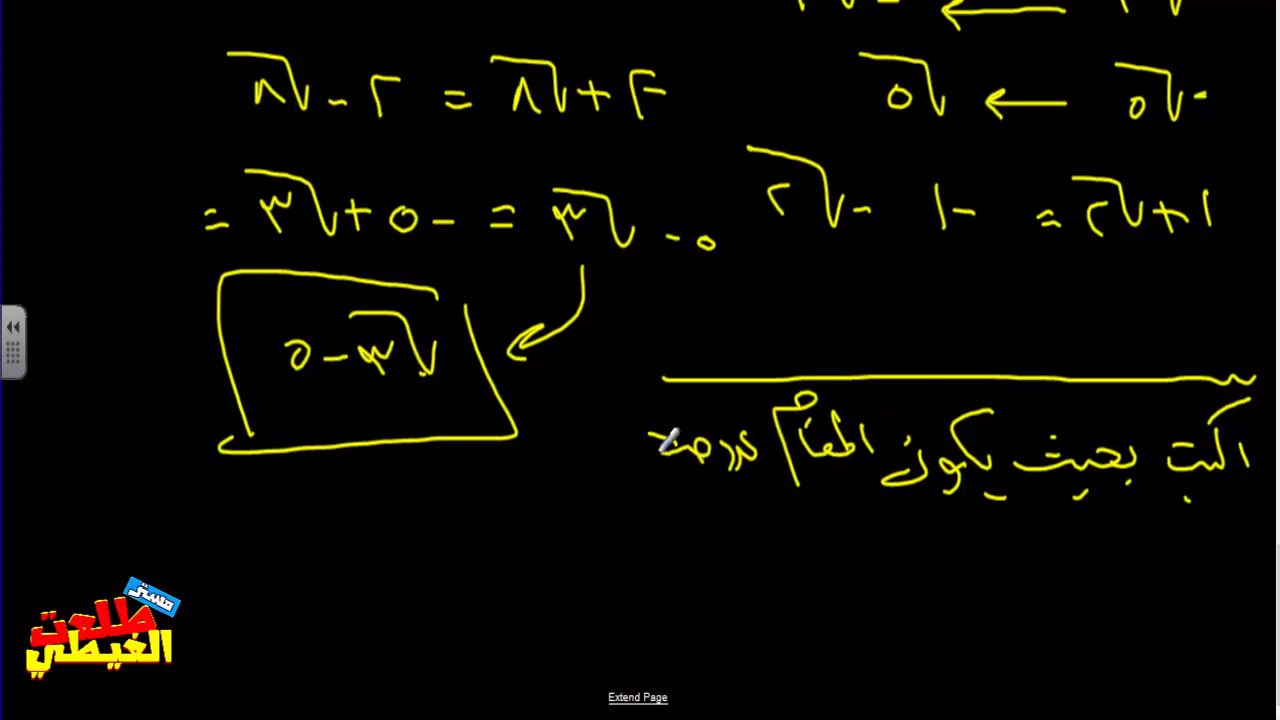 -√٥ ← √٥
١ + √٢ = -١ - √٢
-٢ + √٨ = ٢ - √٨
٥ - √٣ = -٥ + √٣ =
√٣ - ٥
اكتب بحيث يكون المقام
مستر
طلعت
الغيطي
Extend Page